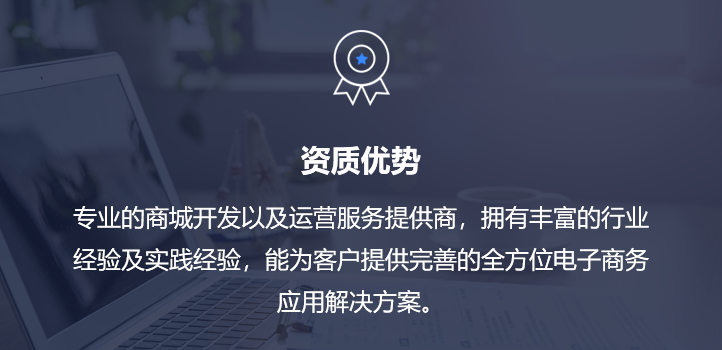 资质优势
专业的商城开发以及运营服务提供商，拥有丰富的行业
经验及实践经验，能为客户提供完善的全方位电子商务
应用解决方案。